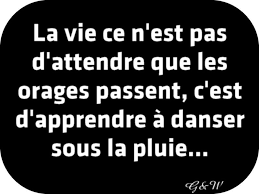 La vie ce n'est pas
d'attendre que les
orages passent, c'est
d'apprendre à danser
sous la pluie...
G&W